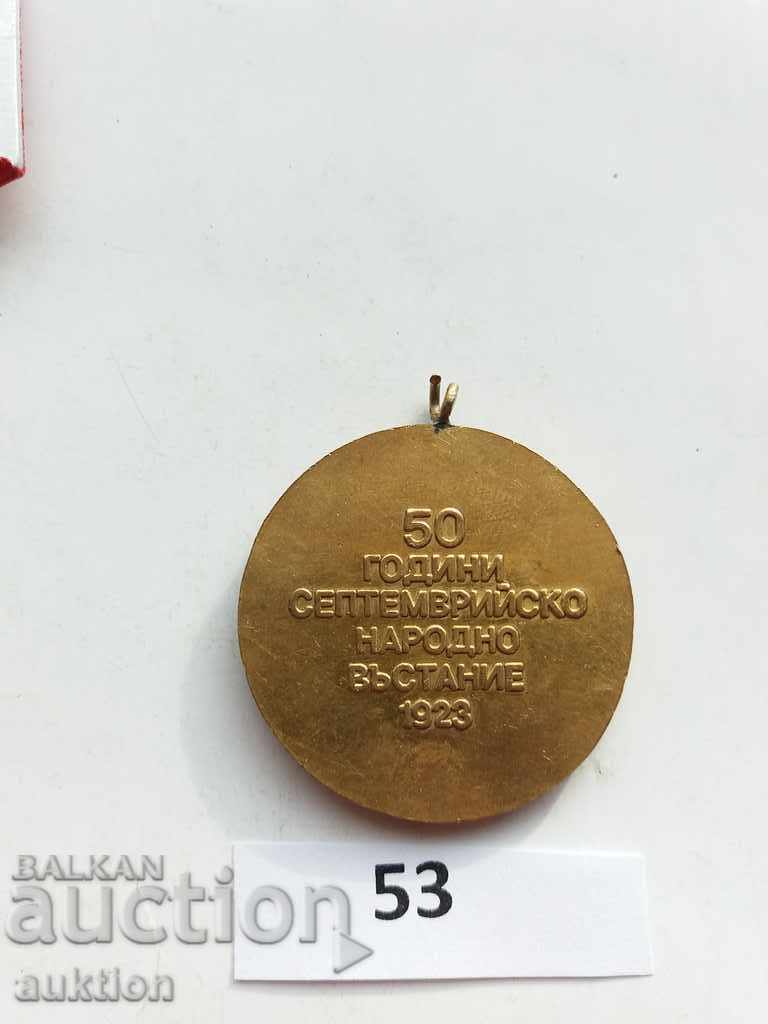 50
ГОДИНИ
СЕПТЕМВРИЙСКО
НАРОДНО
ВЪСТАНИЕ
1923
53
BALKAN
auction
auktion